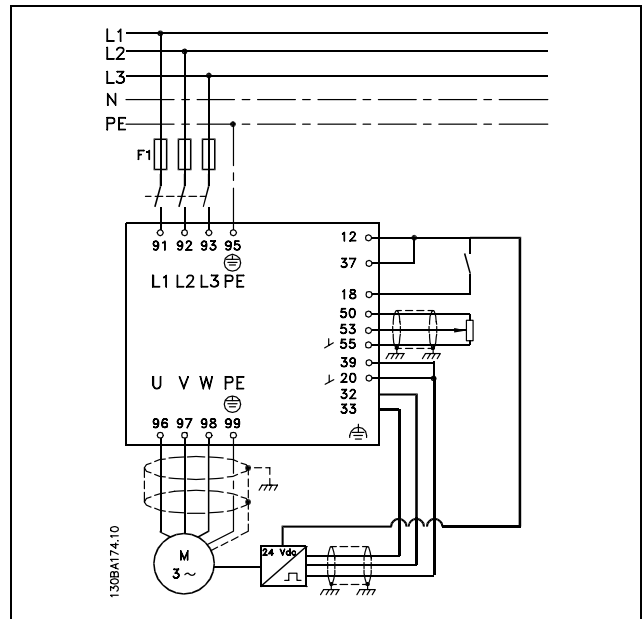 L1
L2
L3
N
PE
F1
91 92 93 95
L1 L2 L3 PE
12
37
18
50
53
55
39
20
32
33
U V W PE
96 97 98 99
M
3 ~
24 Vdc
130BA174.10